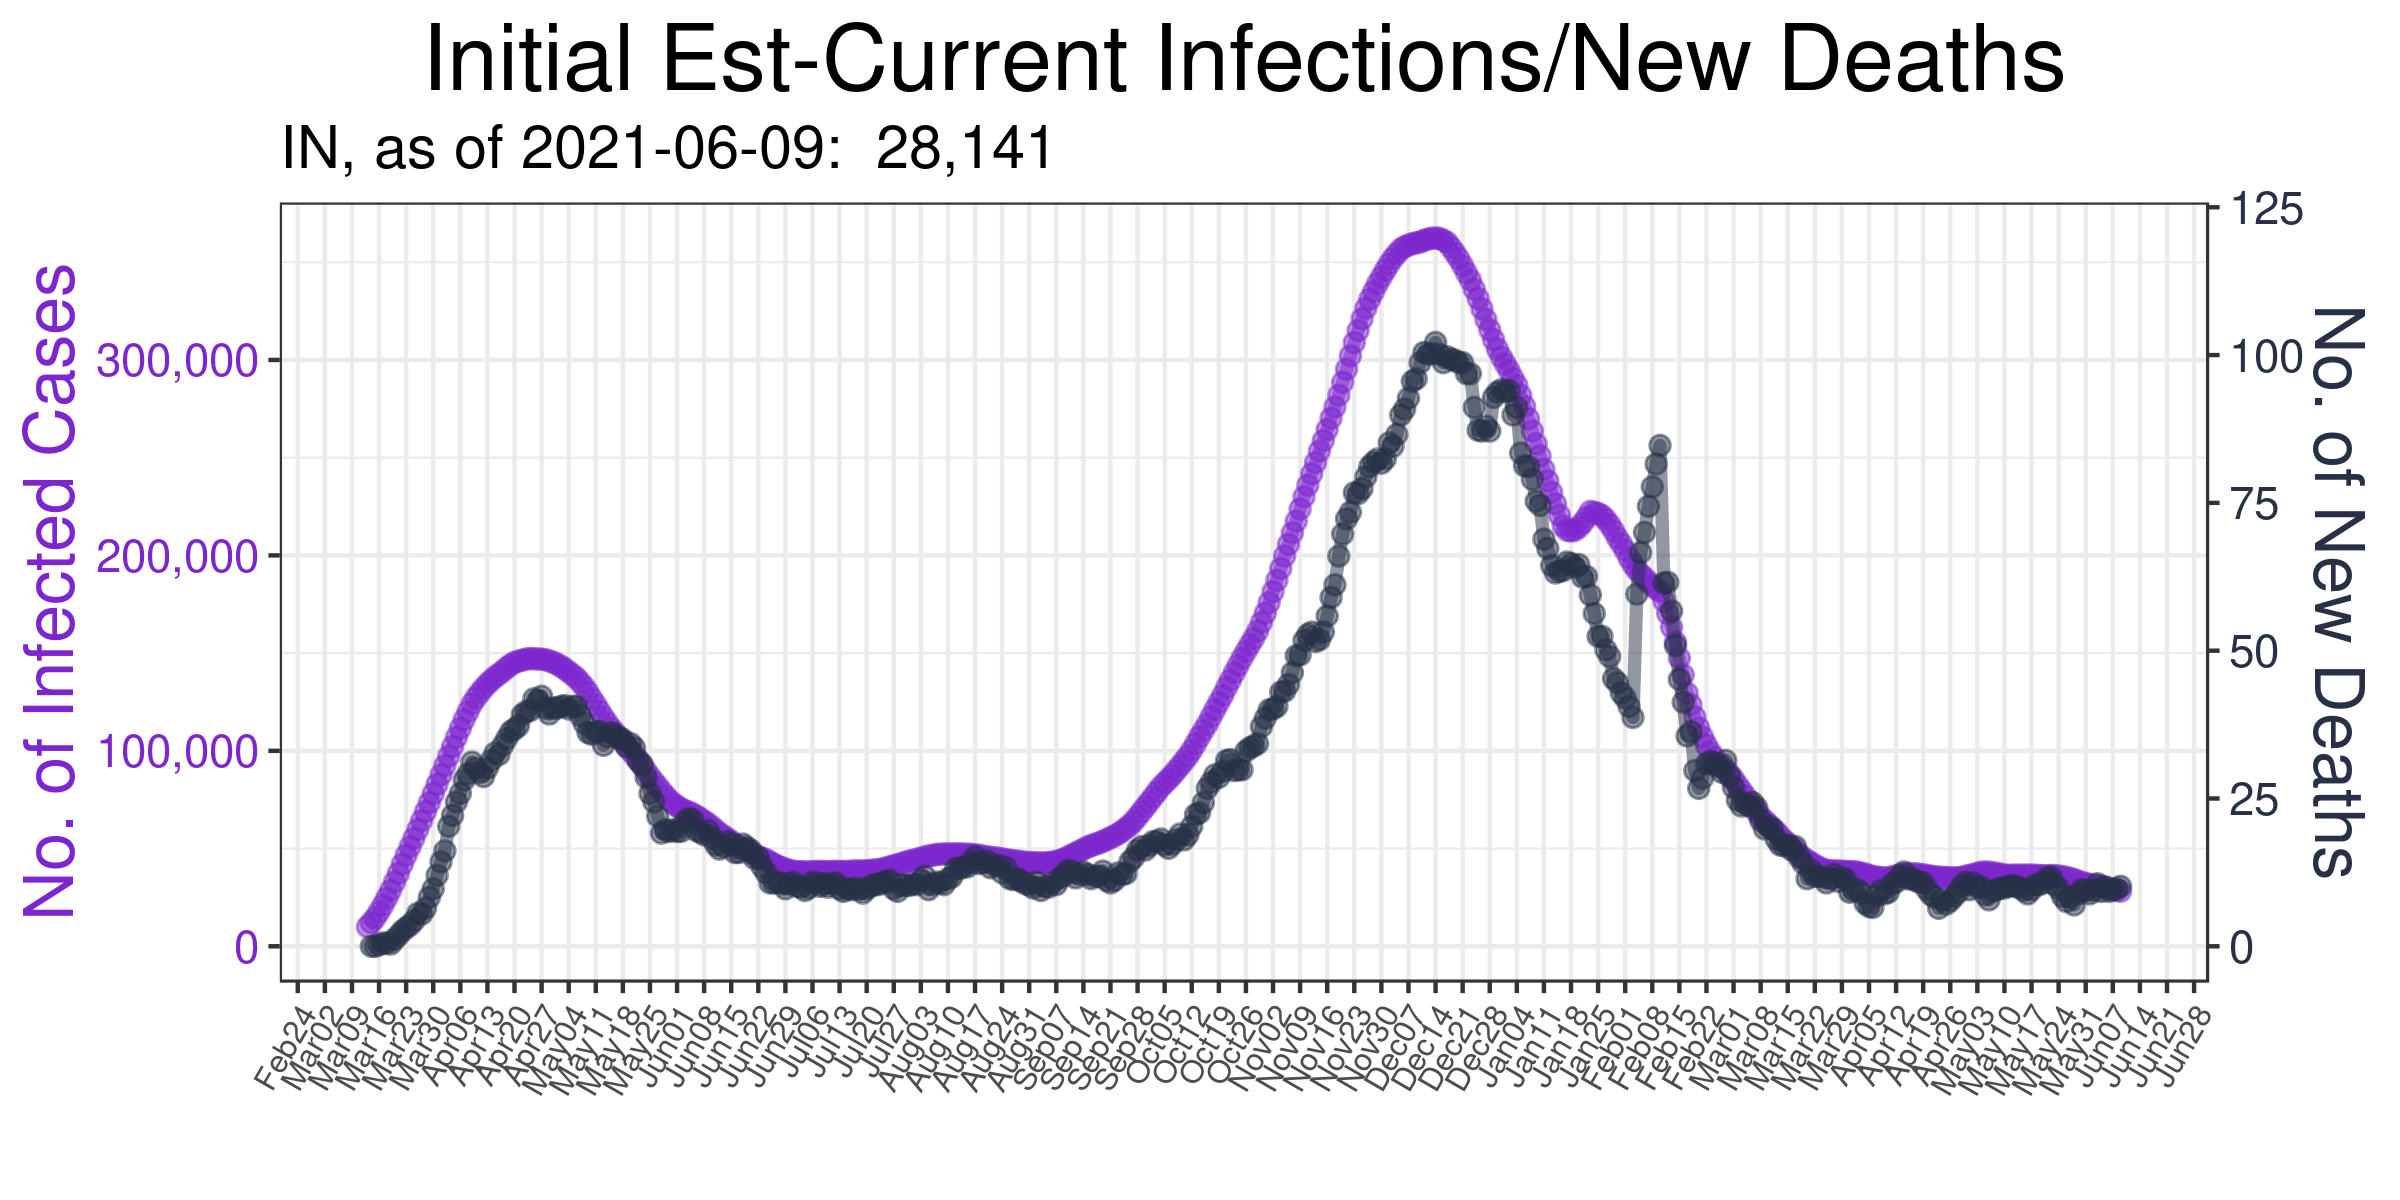 Initial Est-Current Infections/New Deaths
IN, as of 2021-06-09:  28,141
No. of Infected Cases
300,000
200,000
100,000
0
125
100
75
50
25
0
No. of New Deaths
Feb24
Mar02
Mar09
Mar16
Mar23
Mar30
Apr06
Apr13
Apr20
Apr27
May04
May11
May18
May25
Jun01
Jun08
Jun15
Jun22
Jun29
Jul06
Jul13
Jul20
Jul27
Aug03
Aug10
Aug17
Aug24
Aug31
Sep07
Sep14
Sep21
Sep28
Oct05
Oct12
Oct19
Oct26
Nov02
Nov09
Nov16
Nov23
Nov30
Dec07
Dec14
Dec21
Dec28
Jan04
Jan11
Jan18
Jan25
Feb01
Feb08
Feb15
Feb22
Mar01
Mar08
Mar15
Mar22
Mar29
Apr05
Apr12
Apr19
Apr26
May03
May10
May17
May24
May31
Jun07
Jun14
Jun21
Jun28